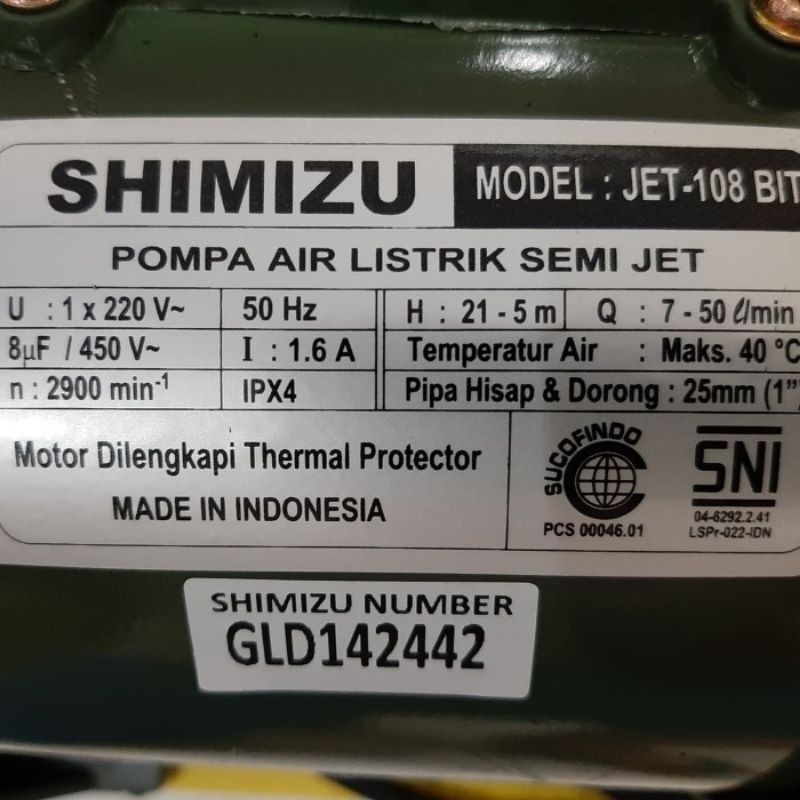 SHIMIZU
MODEL : JET-108 BIT
POMPA AIR LISTRIK SEMI JET
U : 1 x 220 V~ 50 Hz H : 21 - 5 m Q : 7 - 50 ℓ/min
8µF / 450 V~ I : 1.6 A Temperatur Air : Maks. 40 °C
n : 2900 min⁻¹ IPX4 Pipa Hisap & Dorong : 25mm (1")
Motor Dilengkapi Thermal Protector
MADE IN INDONESIA
SUCOFINDO
PCS 00046.01
SNI
04-6292.2.41
LSPr-022-IDN
SHIMIZU NUMBER
GLD142442